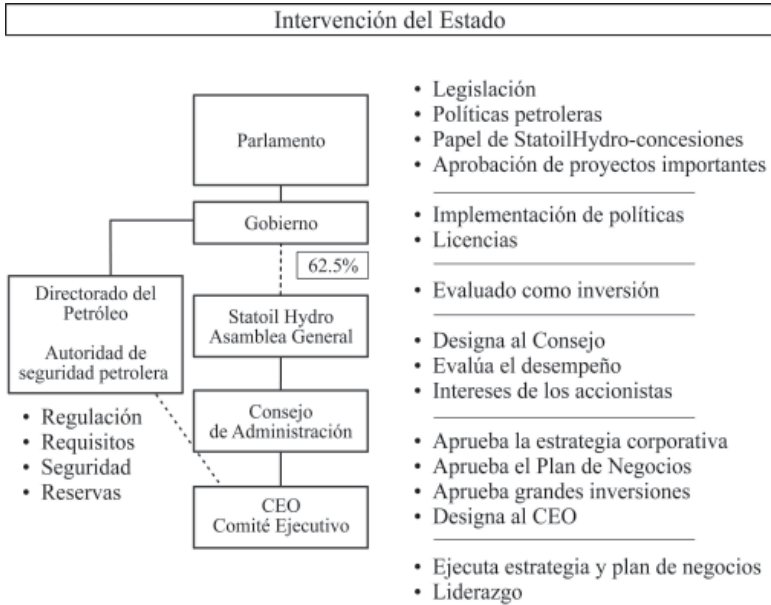 Intervención del Estado
Parlamento
• Legislación
• Políticas petroleras
• Papel de StatoilHydro-concesiones
• Aprobación de proyectos importantes
Gobierno
• Implementación de políticas
• Licencias
62.5%
• Evaluado como inversión
Directorado del
Petróleo
Autoridad de
seguridad petrolera
• Regulación
• Requisitos
• Seguridad
• Reservas
Statoil Hydro
Asamblea General
• Designa al Consejo
• Evalúa el desempeño
• Intereses de los accionistas
Consejo
de Administración
• Aprueba la estrategia corporativa
• Aprueba el Plan de Negocios
• Aprueba grandes inversiones
• Designa al CEO
CEO
Comité Ejecutivo
• Ejecuta estrategia y plan de negocios
• Liderazgo